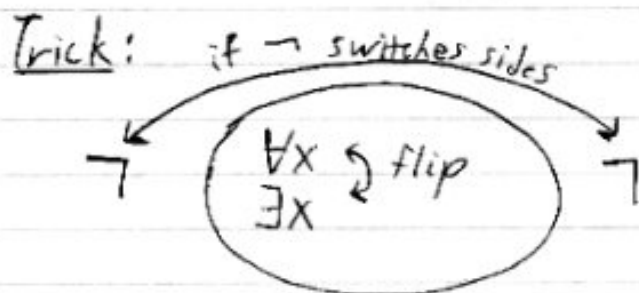 Trick: if ¬ switches sides
¬ ∀x flip ¬
∃x